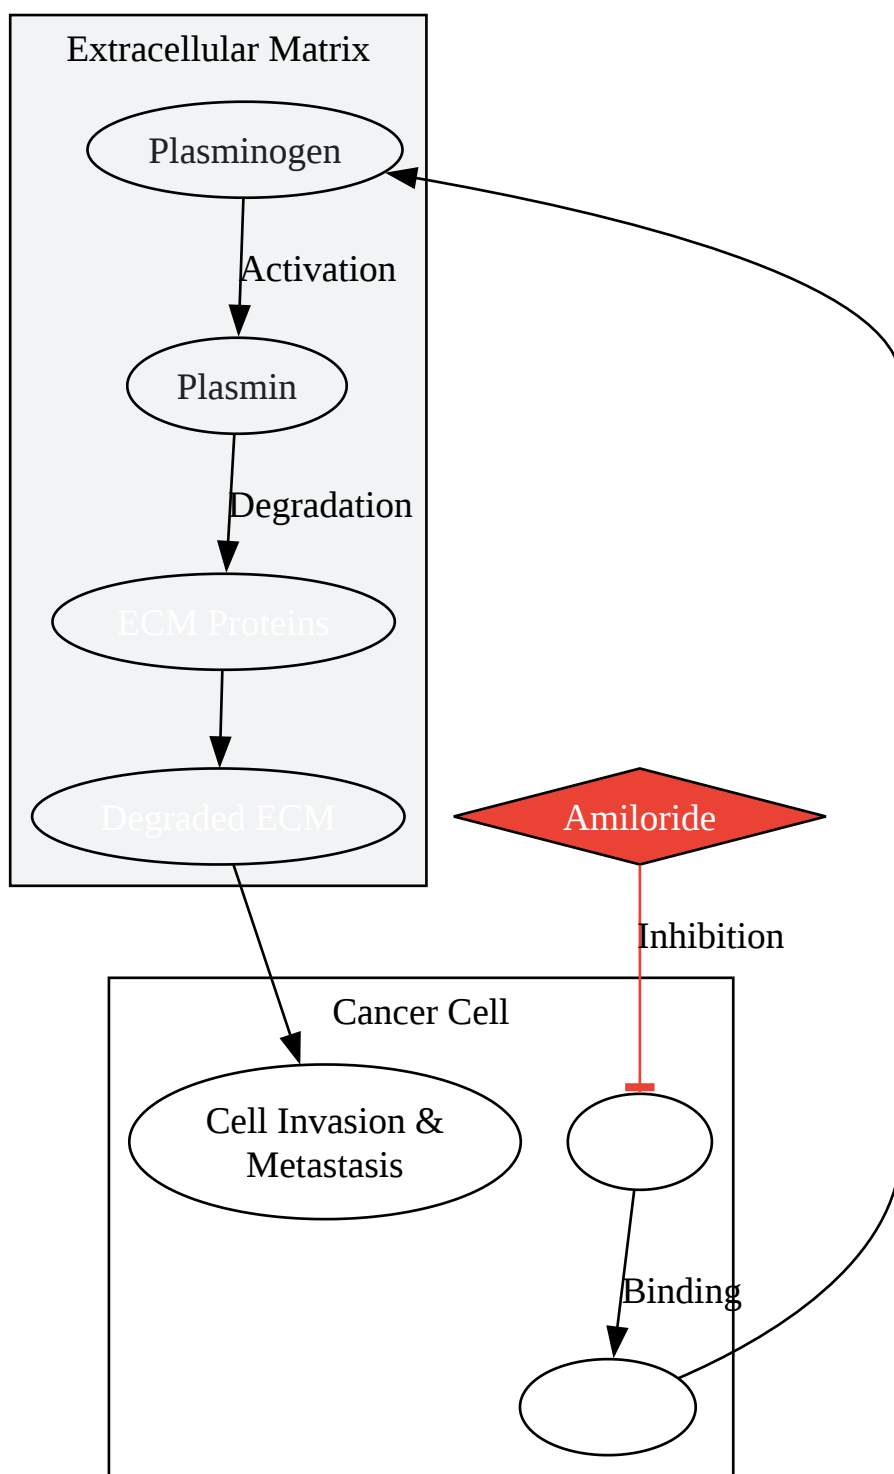 Extracellular Matrix
Plasminogen
Activation
Plasmin
Degradation
ECM Proteins
Degraded ECM
Amiloride
Inhibition
Cancer Cell
Cell Invasion &
Metastasis
Binding